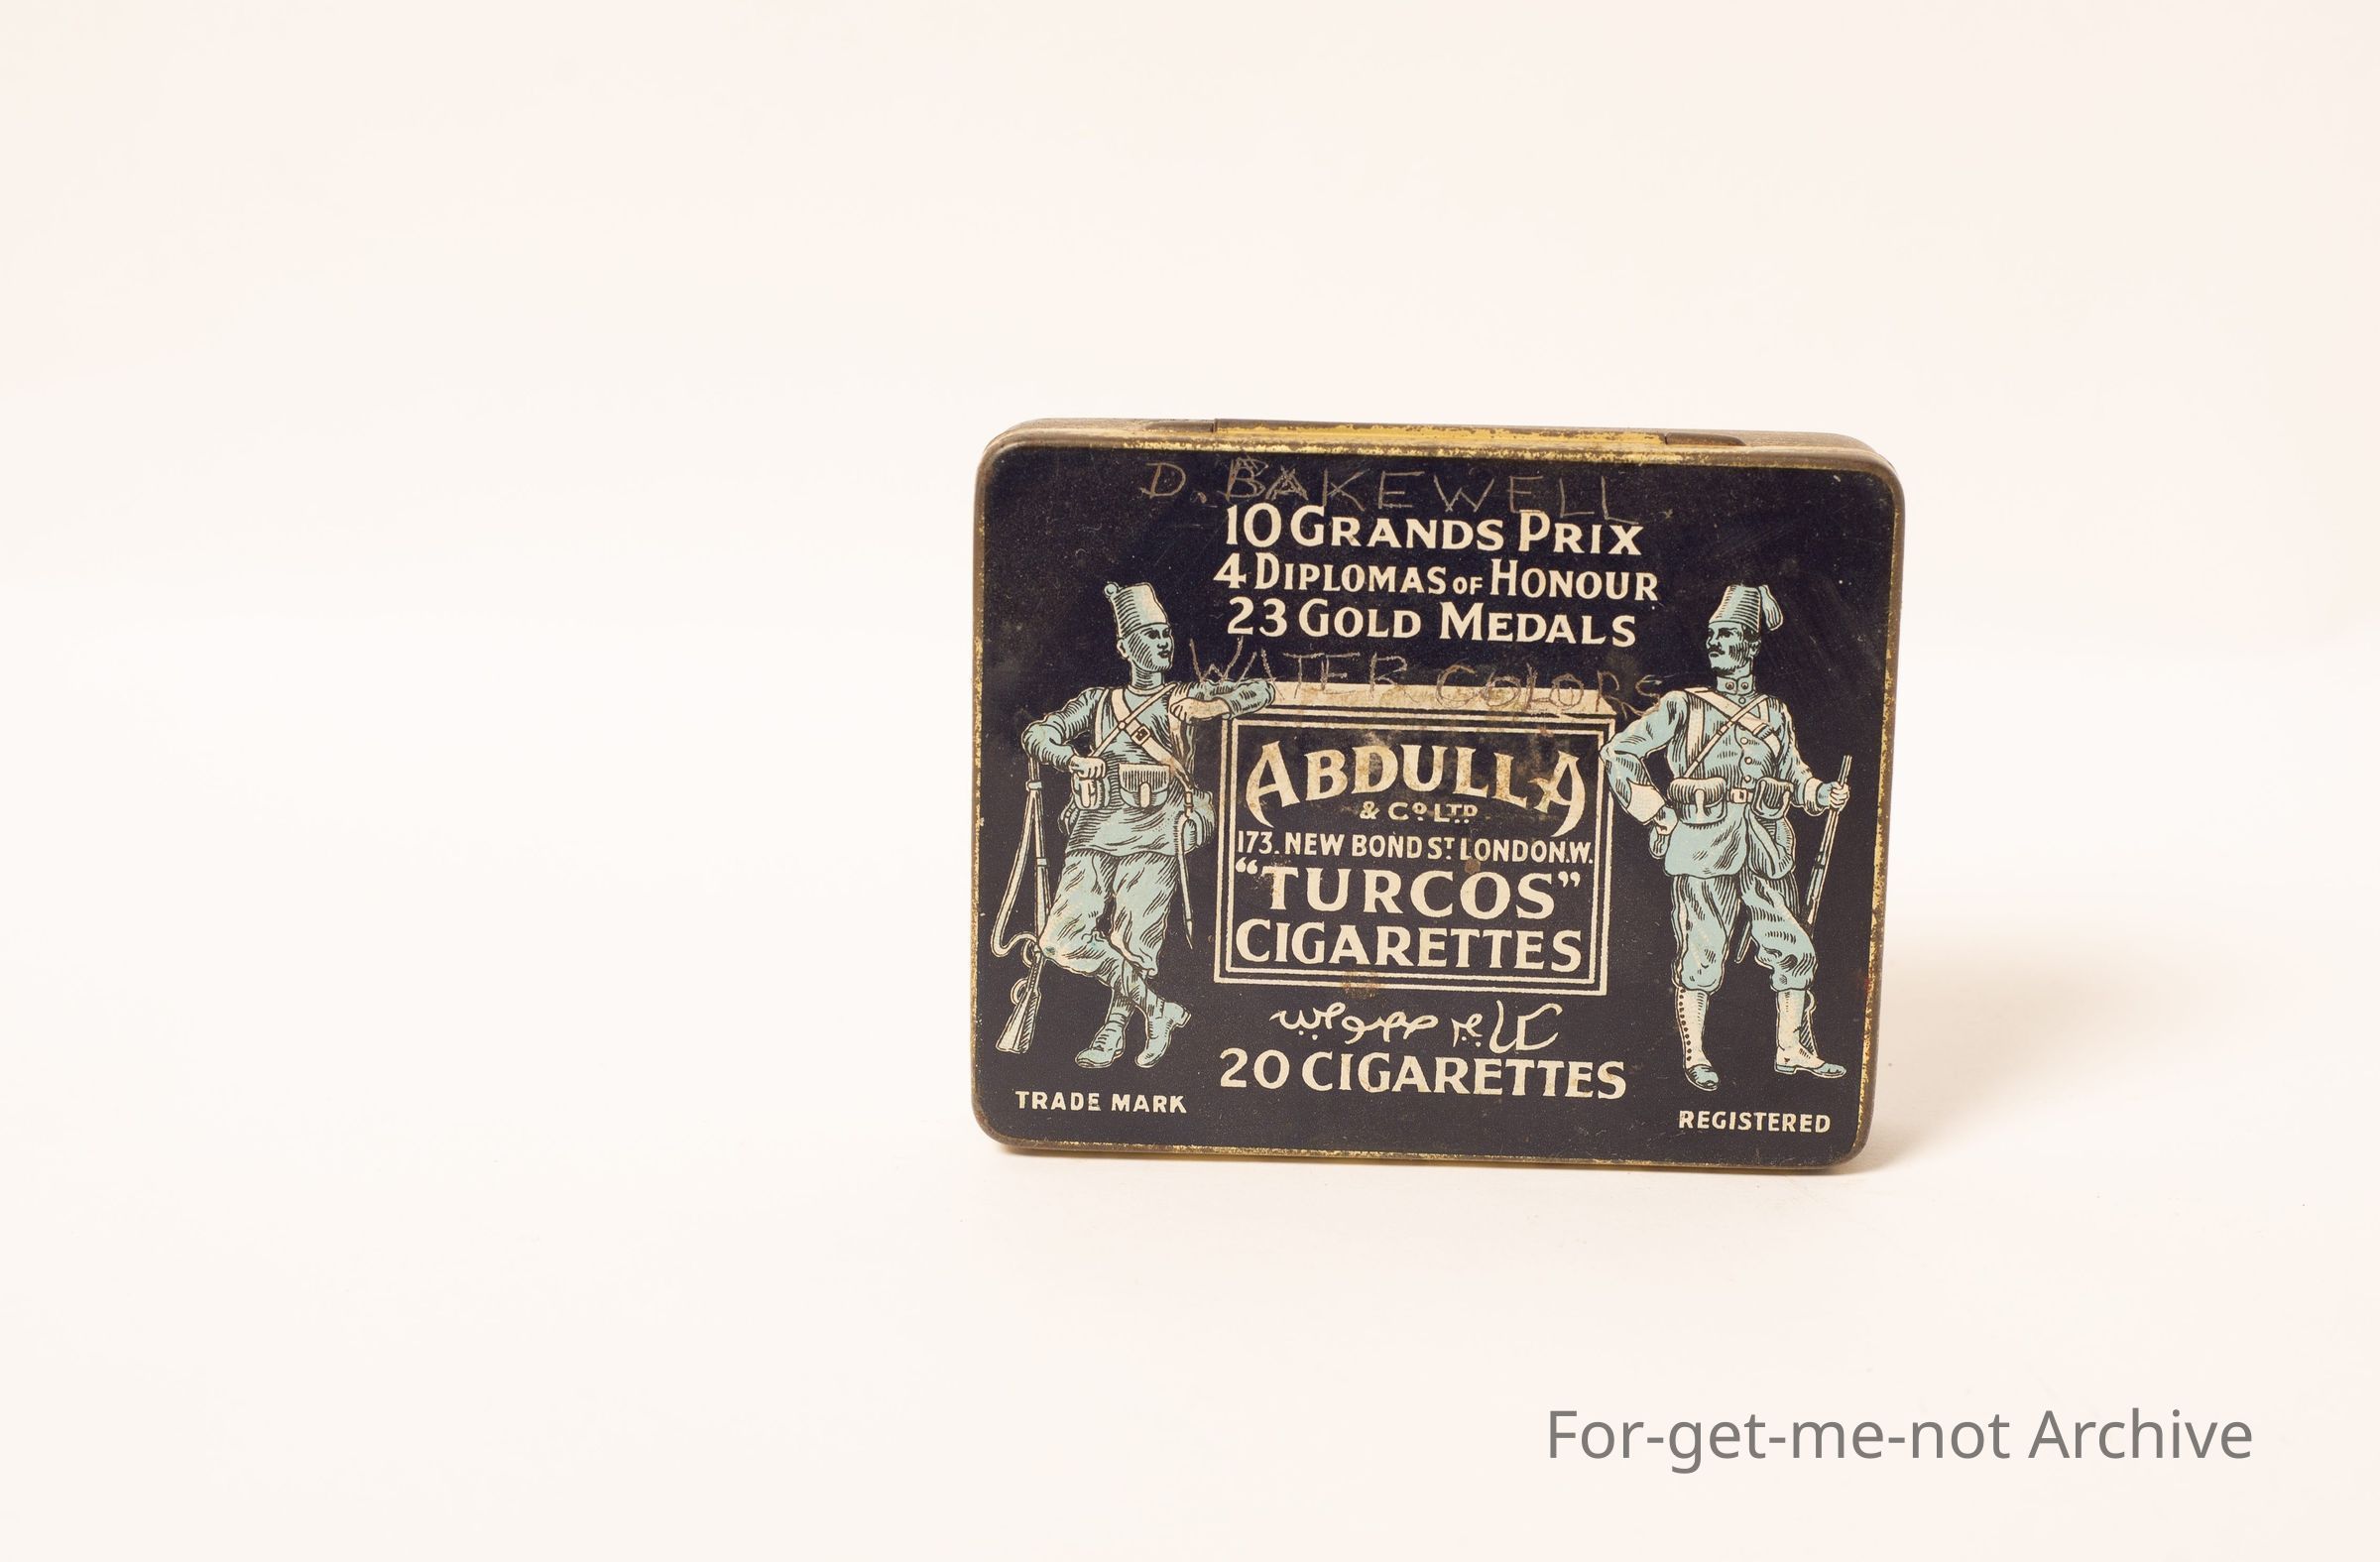 D. BAKEWELL.
10 GRANDS PRIX
4 DIPLOMAS OF HONOUR
23 GOLD MEDALS
WATER COLORS
ABDULLA
& CO LTD
173. NEW BOND ST LONDON.W.
"TURCOS"
CIGARETTES
20 CIGARETTES
TRADE MARK
REGISTERED
For-get-me-not Archive